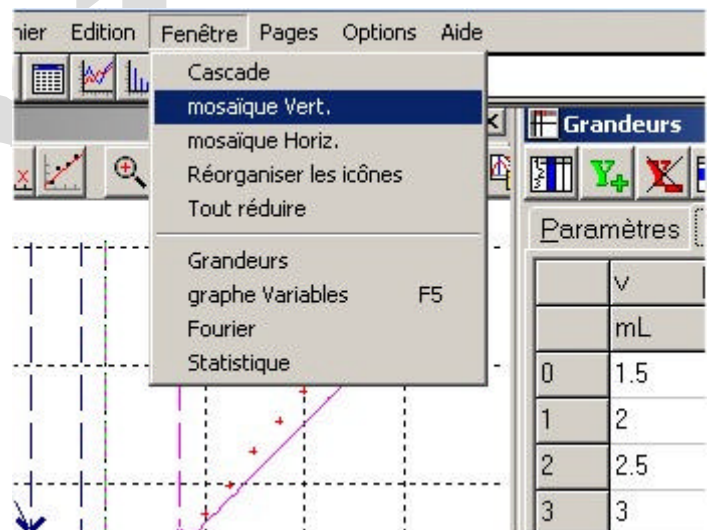 nier Edition Fenêtre Pages Options Aide
Cascade
mosaïque Vert.
mosaïque Horiz.
Réorganiser les icônes
Tout réduire
Grandeurs
graphe Variables F5
Fourier
Statistique
Grandeurs
Paramètres
v
mL
0 1.5
1 2
2 2.5
3 3